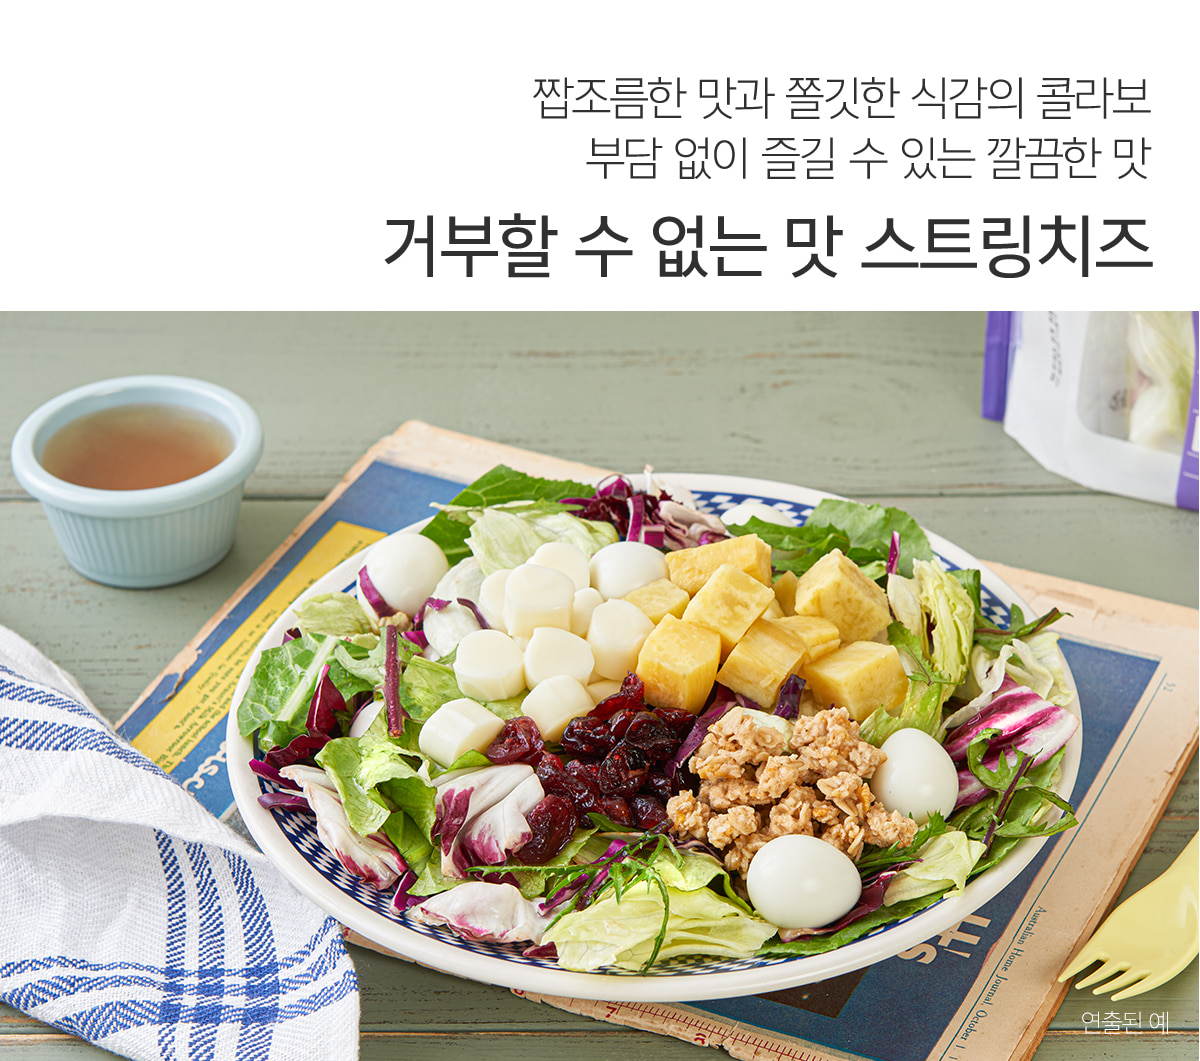 짭조름한 맛과 쫄깃한 식감의 콜라보
부담 없이 즐길 수 있는 깔끔한 맛
거부할 수 없는 맛 스트링치즈
Australian Home Journal, October 1
연출된 예